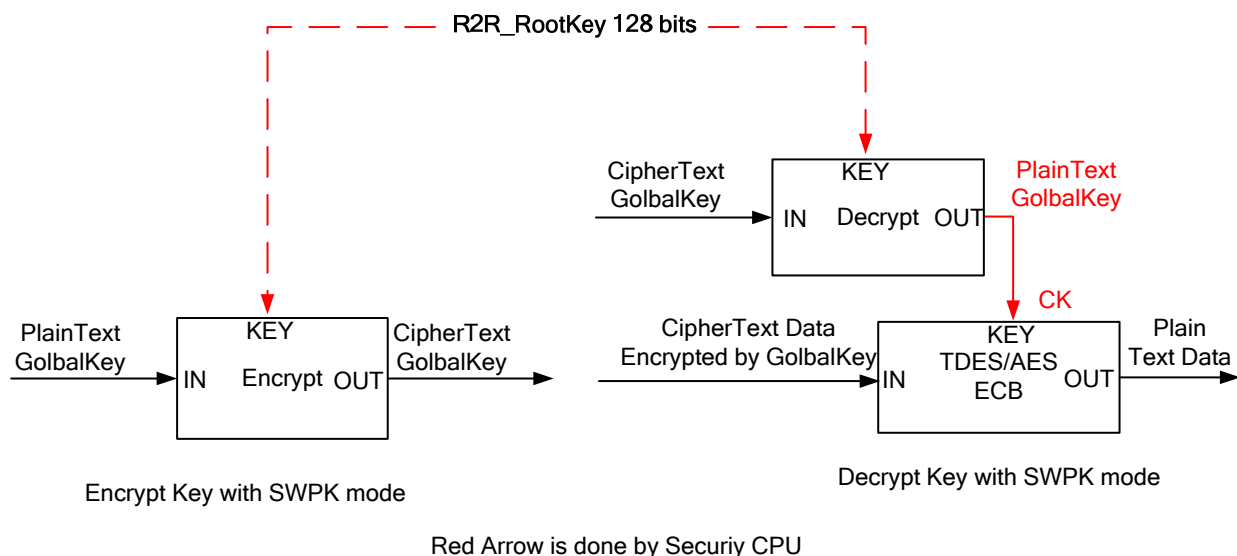 R2R_RootKey 128 bits
CipherText
GolbalKey
KEY
IN
Decrypt
OUT
PlainText
GolbalKey
CK
PlainText
GolbalKey
KEY
IN
Encrypt
OUT
CipherText
GolbalKey
CipherText Data
Encrypted by GolbalKey
KEY
IN
TDES/AES
ECB
OUT
Plain
Text Data
Encrypt Key with SWPK mode
Decrypt Key with SWPK mode
Red Arrow is done by Securiy CPU